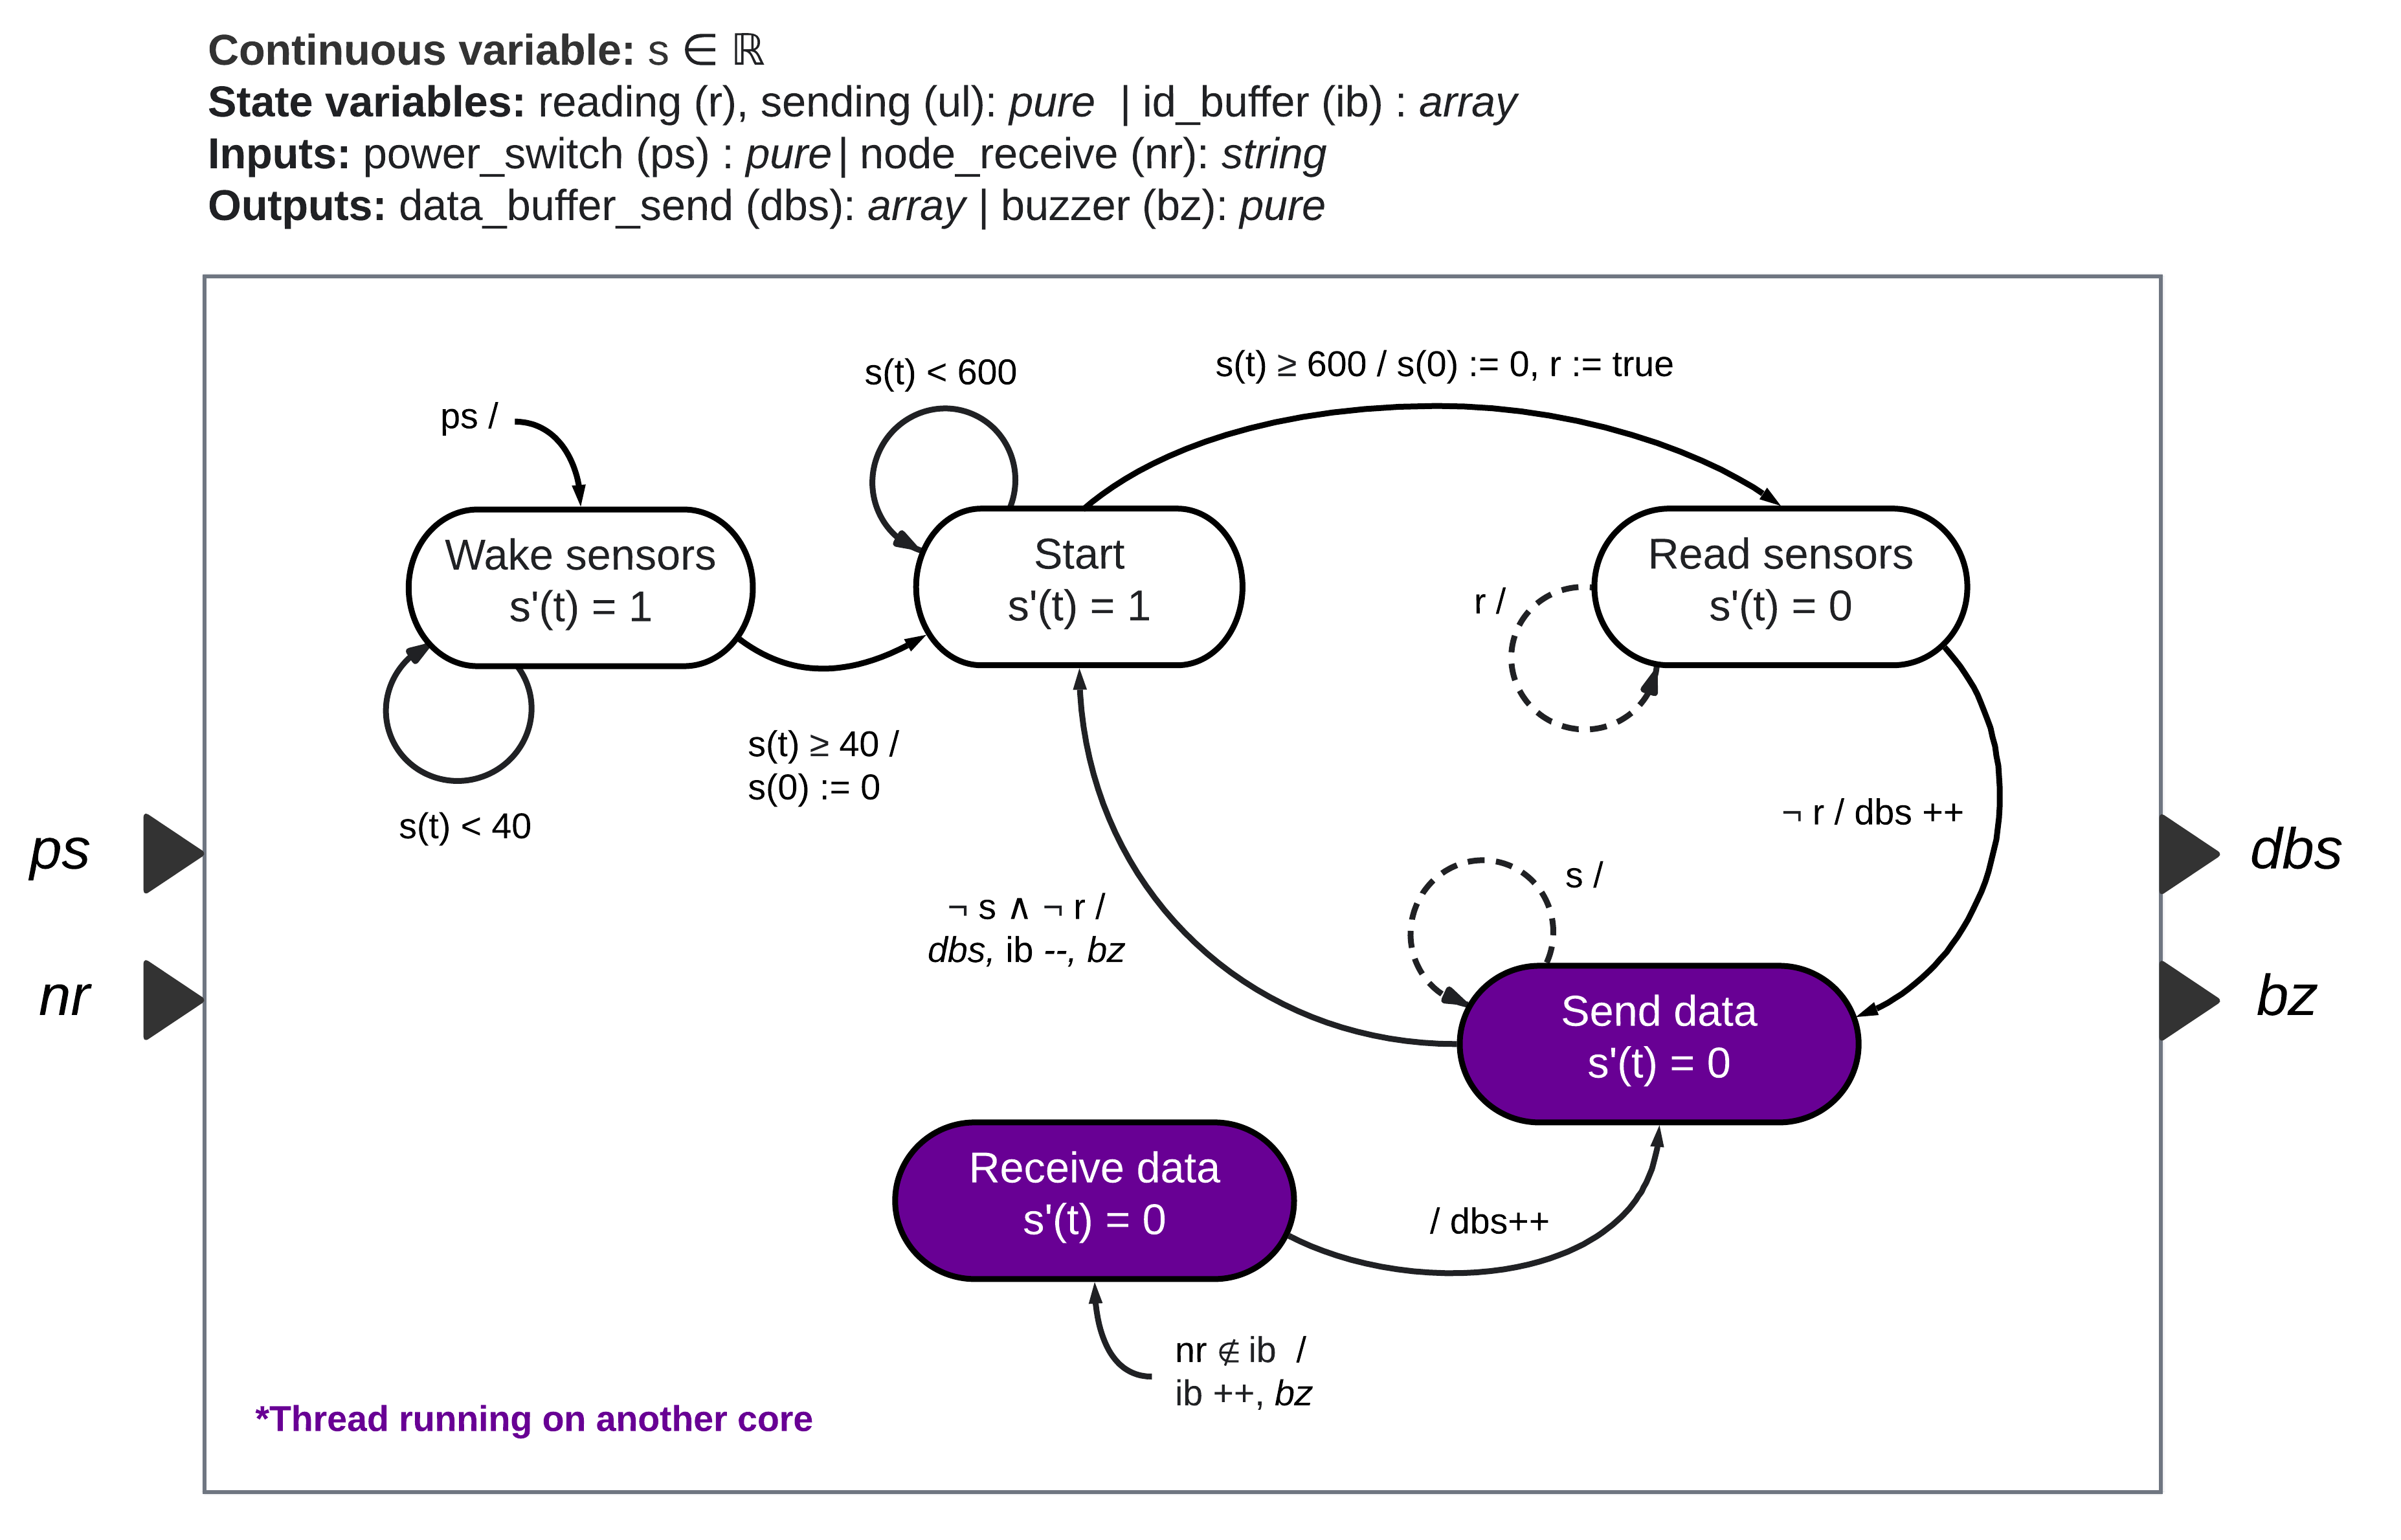 Continuous variable: s ∈ ℝ
State variables: reading (r), sending (ul): pure | id_buffer (ib) : array
Inputs: power_switch (ps) : pure | node_receive (nr): string
Outputs: data_buffer_send (dbs): array | buzzer (bz): pure
s(t) < 600
s(t) ≥ 600 / s(0) := 0, r := true
ps /
Wake sensors
s'(t) = 1
Start
s'(t) = 1
Read sensors
s'(t) = 0
r /
s(t) ≥ 40 /
s(0) := 0
s(t) < 40
¬ r / dbs ++
ps
nr
dbs
bz
s /
¬ s ∧ ¬ r /
dbs, ib --, bz
Send data
s'(t) = 0
Receive data
s'(t) = 0
/ dbs++
nr ∉ ib /
ib ++, bz
*Thread running on another core